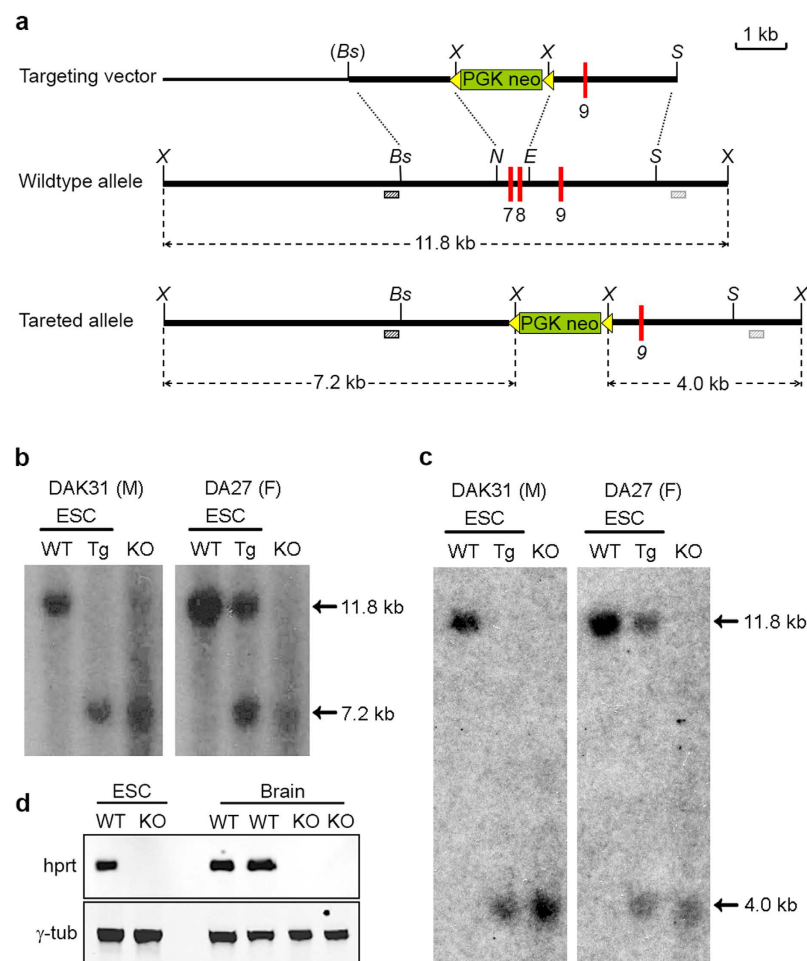 a
(Bs) X X S 1 kb
Targeting vector PGK neo
9
X Bs N E S X
Wildtype allele
7 8 9
11.8 kb
X Bs X X S X
Tareted allele PGK neo
9
7.2 kb 4.0 kb
b
DAK31 (M) DA27 (F)
ESC ESC
WT Tg KO WT Tg KO
11.8 kb
7.2 kb
c
DAK31 (M) DA27 (F)
ESC ESC
WT Tg KO WT Tg KO
11.8 kb
4.0 kb
d
ESC Brain
WT KO WT WT KO KO
hprt
γ-tub